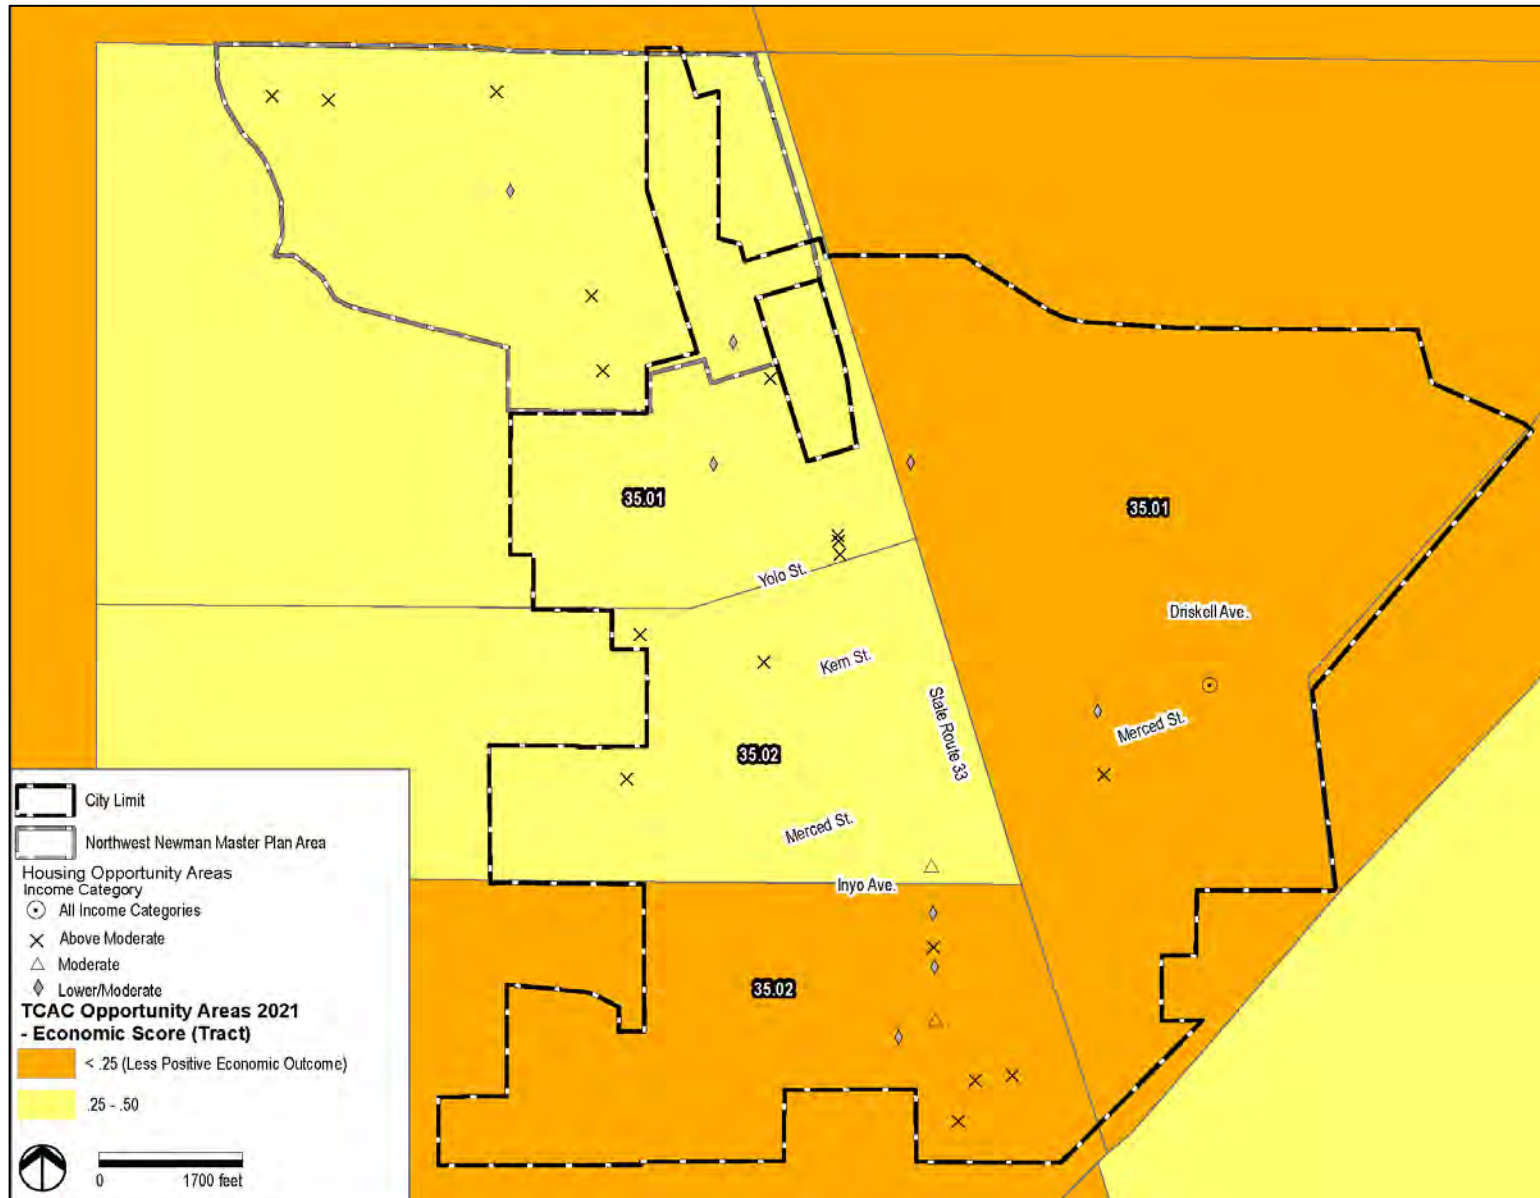 35.01
35.01
Yolo St.
Driskell Ave.
Kern St.
State Route 33
Merced St.
35.02
Merced St.
Inyo Ave.
35.02
City Limit
Northwest Newman Master Plan Area
Housing Opportunity Areas
Income Category
All Income Categories
Above Moderate
Moderate
Lower/Moderate
TCAC Opportunity Areas 2021
- Economic Score (Tract)
< .25 (Less Positive Economic Outcome)
.25 - .50
0 1700 feet